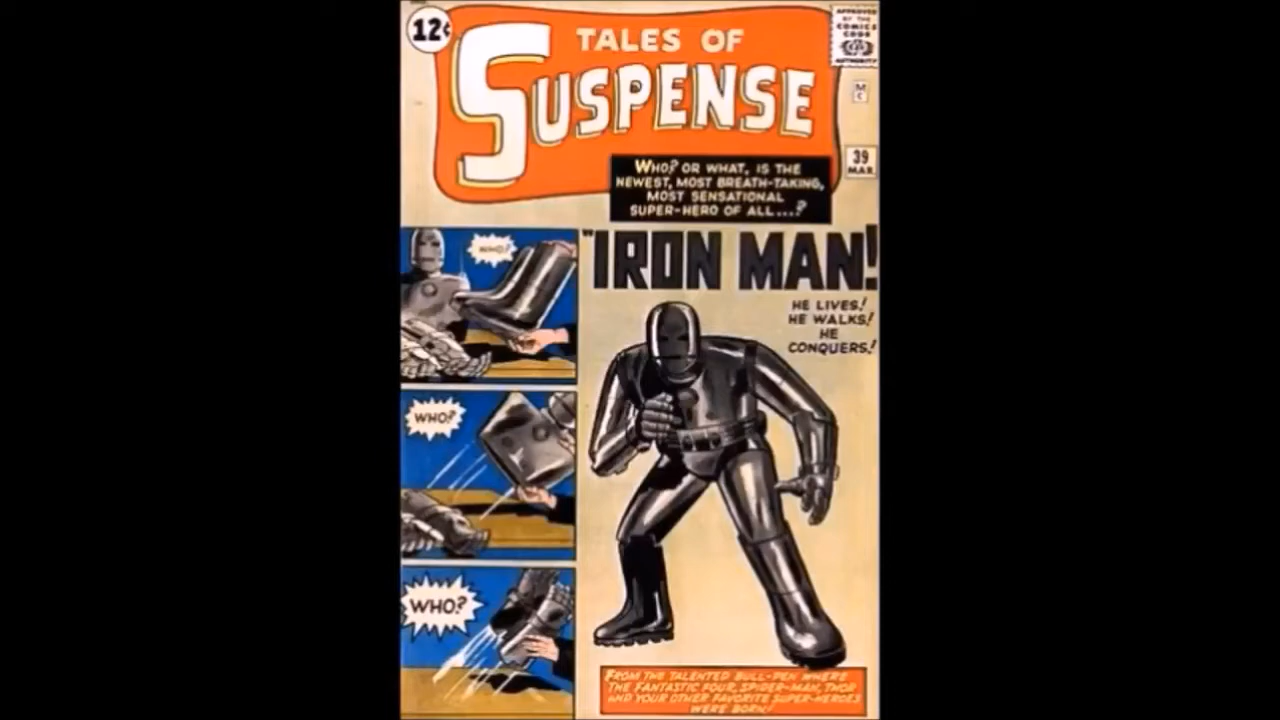 12¢
TALES OF
SUSPENSE
APPROVED
BY THE
COMICS
CODE
AUTHORITY
M
C
39
MAR.
WHO? OR WHAT, IS THE
NEWEST, MOST BREATH-TAKING,
MOST SENSATIONAL
SUPER-HERO OF ALL....?
"IRON MAN!
HE LIVES!
HE WALKS!
HE
CONQUERS!
WHO?
WHO?
WHO?
FROM THE TALENTED BULL-PEN WHERE
THE FANTASTIC FOUR, SPIDER-MAN, THOR
AND YOUR OTHER FAVORITE SUPER-HEROES
WERE BORN!